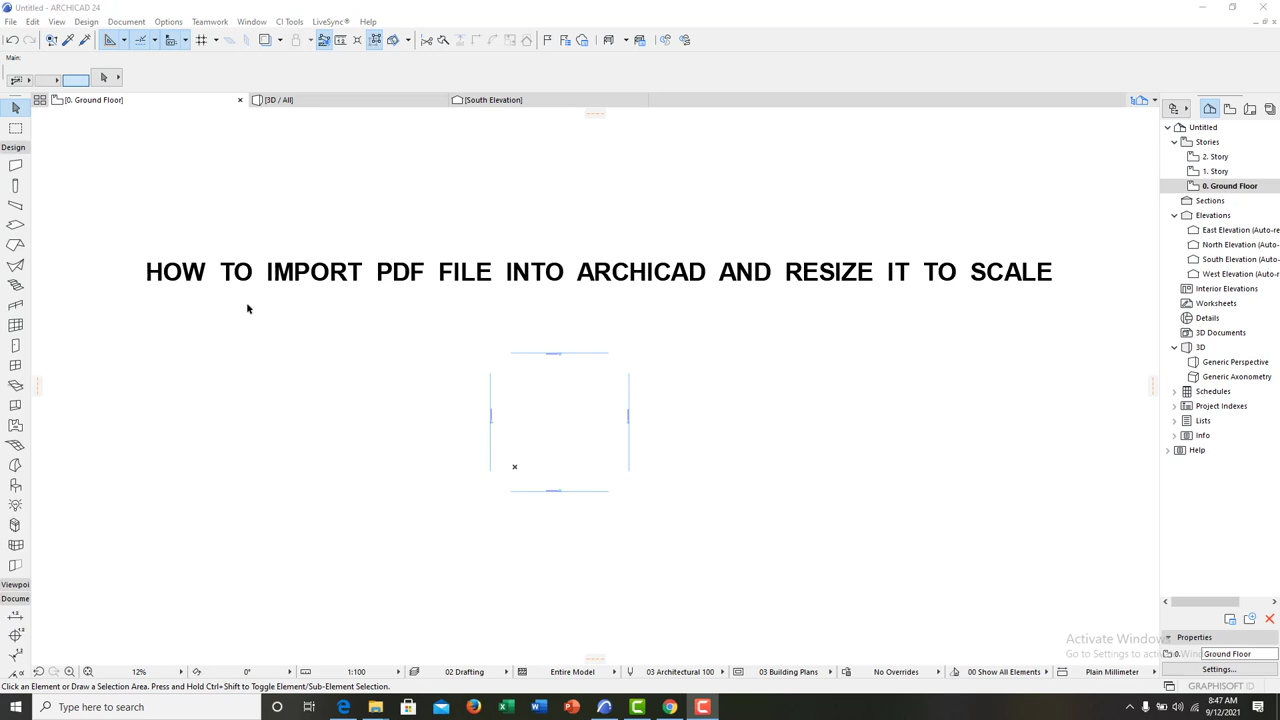 Untitled - ARCHICAD 24
File Edit View Design Document Options Teamwork Window CI Tools LiveSync® Help
Main:
[0. Ground Floor]
[3D / All]
[South Elevation]
Design
Viewpoi
Docume
HOW TO IMPORT PDF FILE INTO ARCHICAD AND RESIZE IT TO SCALE
Untitled
Stories
2. Story
1. Story
0. Ground Floor
Sections
Elevations
East Elevation (Auto-re
North Elevation (Auto-r
South Elevation (Auto-
West Elevation (Auto-re
Interior Elevations
Worksheets
Details
3D Documents
3D
Generic Perspective
Generic Axonometry
Schedules
Project Indexes
Lists
Info
Help
Properties
0. Ground Floor
Settings...
GRAPHISOFT ID
Activate Windows
Go to Settings to activate Windows
12% 0° 1:100 02 Drafting Entire Model 03 Architectural 100 03 Building Plans No Overrides 00 Show All Elements Plain Millimeter
Click an Element or Draw a Selection Area. Press and Hold Ctrl+Shift to Toggle Element/Sub-Element Selection.
Type here to search
8:47 AM
9/12/2021